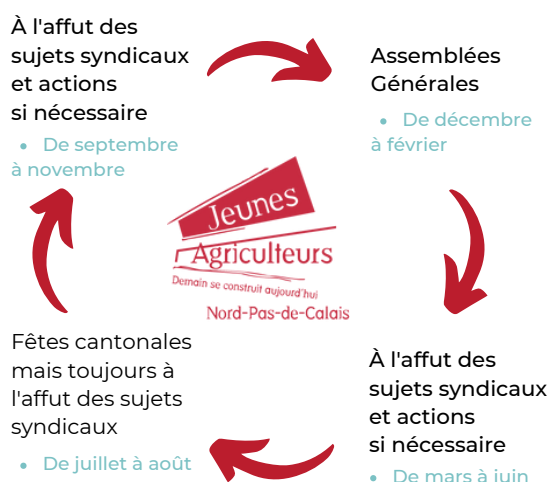 À l'affut des
sujets syndicaux
et actions
si nécessaire
• De septembre
à novembre
Assemblées
Générales
• De décembre
à février
Jeunes
Agriculteurs
Demain se construit aujourd'hui
Nord-Pas-de-Calais
À l'affut des
sujets syndicaux
et actions
si nécessaire
• De mars à juin
Fêtes cantonales
mais toujours à
l'affut des sujets
syndicaux
• De juillet à août